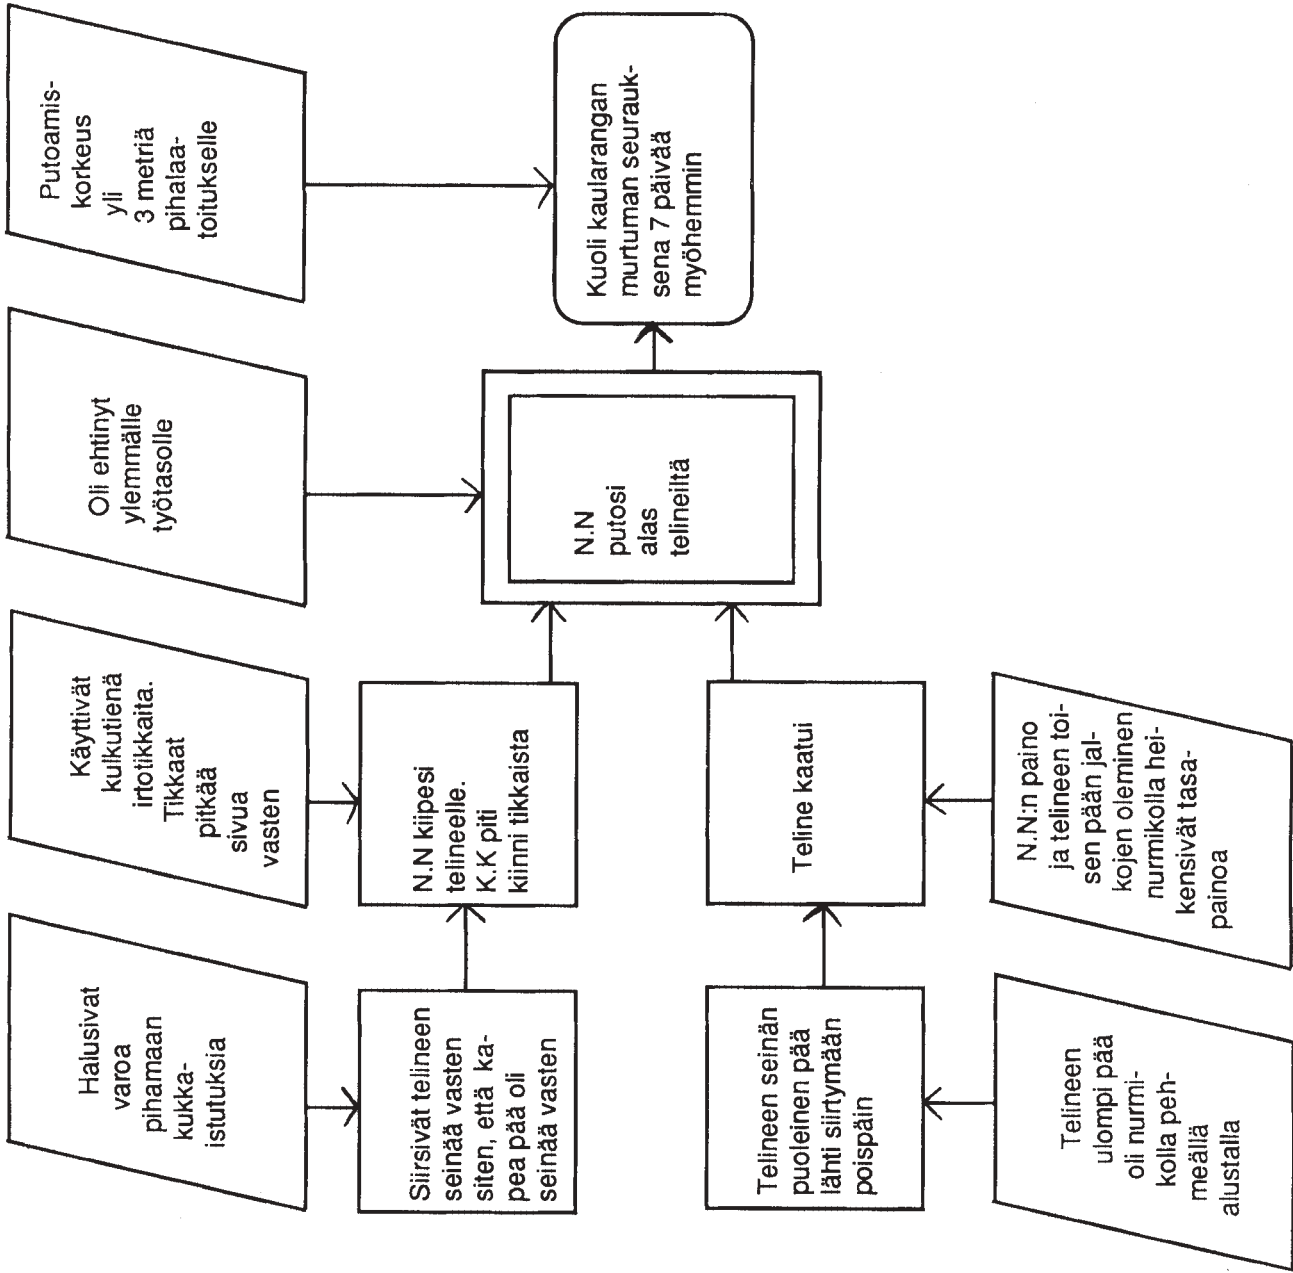 Halusivat
varoa
pihamaan
kukka-
istutuksia
Käyttivät
kulkutienä
irtotikkaita.
Tikkaat
pitkää
sivua
vasten
Oli ehtinyt
ylemmälle
työtasolle
Putoamis-
korkeus
yli
3 metriä
pihalaa-
toitukselle
Siirsivät telineen
seinää vasten
siten, että ka-
pea pää oli
seinää vasten
N.N kiipesi
telineelle.
K.K piti
kiinni tikkaista
N.N
putosi
alas
telineiltä
Kuoli kaularangan
murtuman seurauk-
sena 7 päivää
myöhemmin
Telineen seinän
puoleinen pää
lähti siirtymään
poispäin
Teline kaatui
Telineen
ulompi pää
oli nurmi-
kolla peh-
meällä
alustalla
N.N:n paino
ja telineen toi-
sen pään jal-
kojen oleminen
nurmikolla hei-
kensivät tasa-
painoa